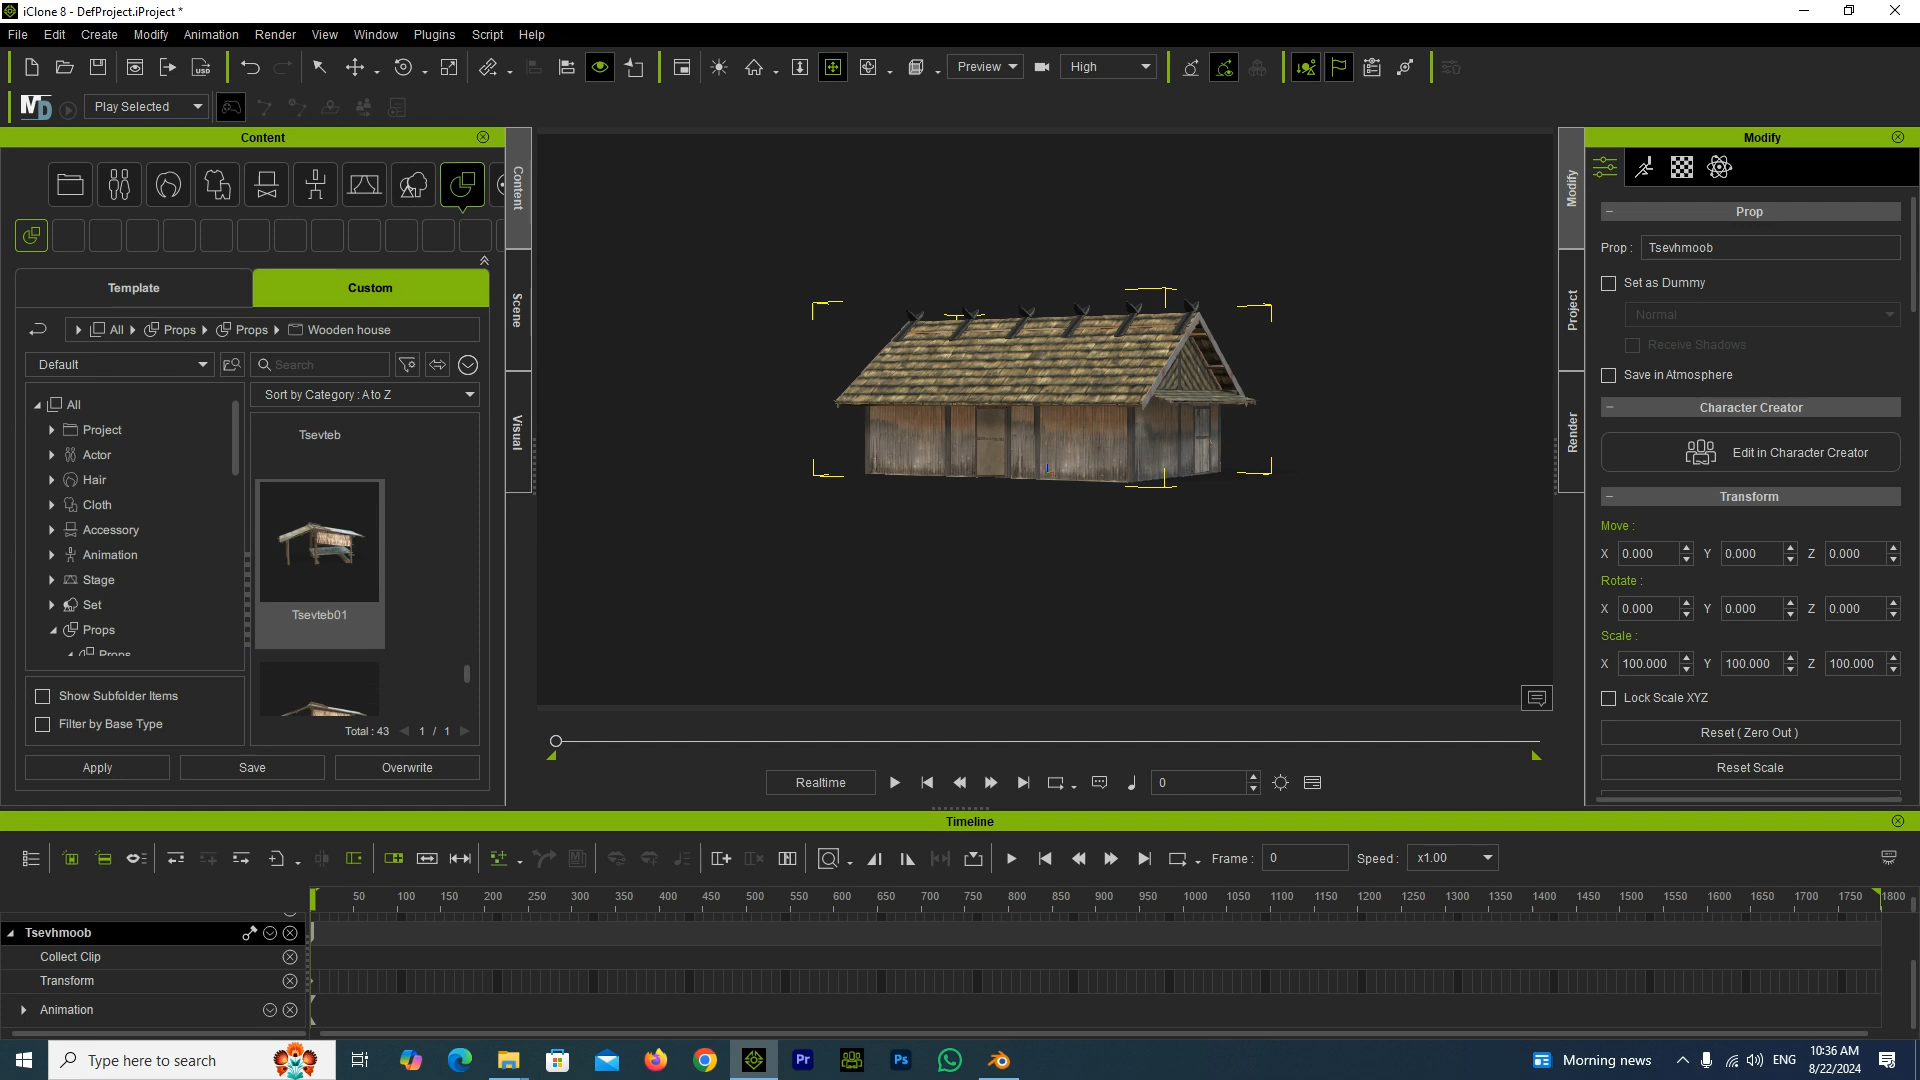 iClone 8 - DefProject.iProject *
File Edit Create Modify Animation Render View Window Plugins Script Help
Preview High
MD Play Selected
Content
Modify
Content
Scene
Visual
Template Custom
All Props Props Wooden house
Default Search
Sort by Category : A to Z
All
Project
Actor
Hair
Cloth
Accessory
Animation
Stage
Set
Props
Props
Tsevteb
Tsevteb01
Show Subfolder Items
Filter by Base Type
Total : 43 1 / 1
Apply Save Overwrite
Modify
Project
Render
Prop
Prop : Tsevhmoob
Set as Dummy
Normal
Receive Shadows
Save in Atmosphere
Character Creator
Edit in Character Creator
Transform
Move :
X 0.000 Y 0.000 Z 0.000
Rotate :
X 0.000 Y 0.000 Z 0.000
Scale :
X 100.000 Y 100.000 Z 100.000
Lock Scale XYZ
Reset ( Zero Out )
Reset Scale
Realtime 0
Timeline
Frame : 0 Speed : x1.00
50 100 150 200 250 300 350 400 450 500 550 600 650 700 750 800 850 900 950 1000 1050 1100 1150 1200 1250 1300 1350 1400 1450 1500 1550 1600 1650 1700 1750 1800
Tsevhmoob
Collect Clip
Transform
Animation
Type here to search
Pr
Ps
Morning news
ENG
10:36 AM
8/22/2024